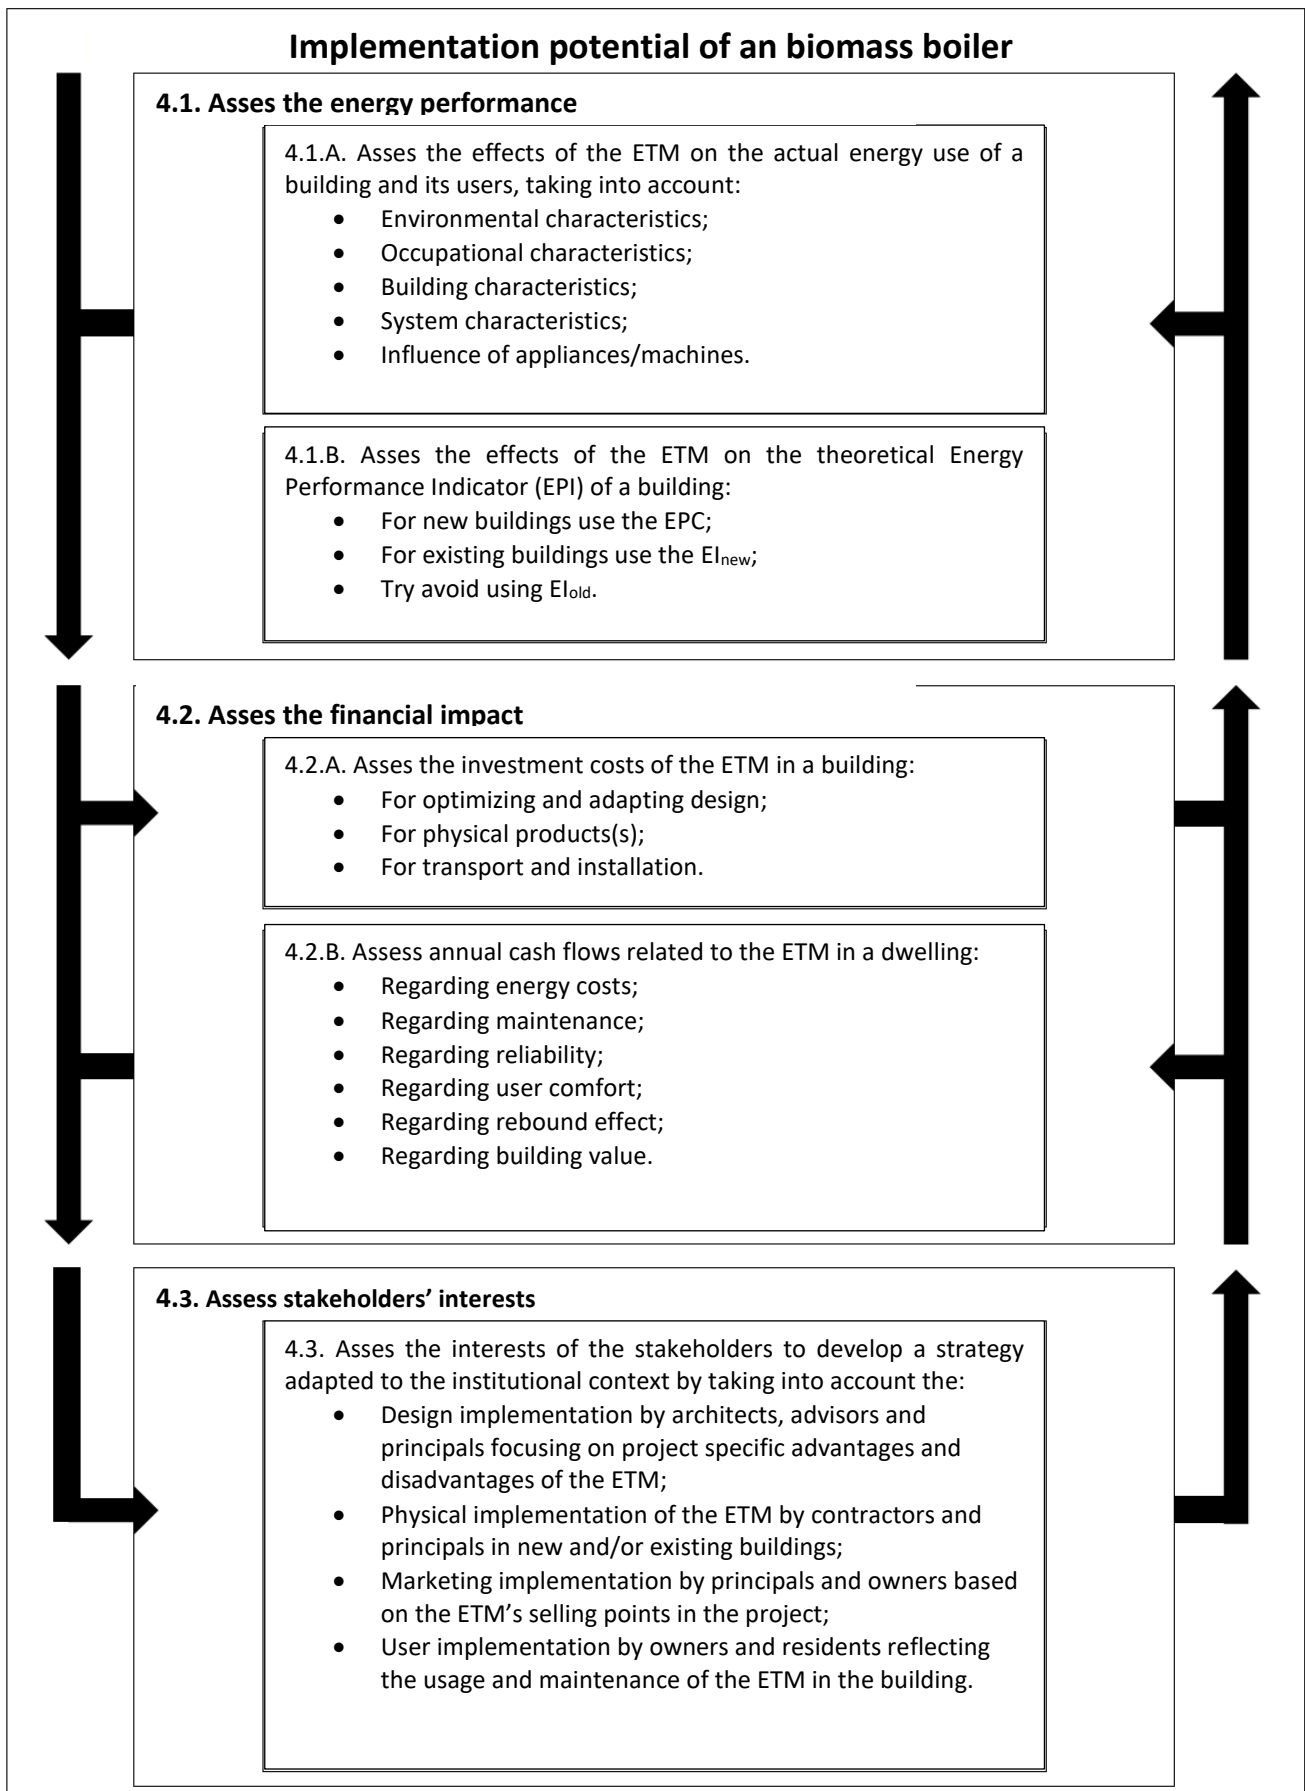 Implementation potential of an biomass boiler
4.1. Asses the energy performance
4.1.A. Asses the effects of the ETM on the actual energy use of a
building and its users, taking into account:
• Environmental characteristics;
• Occupational characteristics;
• Building characteristics;
• System characteristics;
• Influence of appliances/machines.
4.1.B. Asses the effects of the ETM on the theoretical Energy
Performance Indicator (EPI) of a building:
• For new buildings use the EPC;
• For existing buildings use the EInew;
• Try avoid using EIold.
4.2. Asses the financial impact
4.2.A. Asses the investment costs of the ETM in a building:
• For optimizing and adapting design;
• For physical products(s);
• For transport and installation.
4.2.B. Assess annual cash flows related to the ETM in a dwelling:
• Regarding energy costs;
• Regarding maintenance;
• Regarding reliability;
• Regarding user comfort;
• Regarding rebound effect;
• Regarding building value.
4.3. Assess stakeholders’ interests
4.3. Asses the interests of the stakeholders to develop a strategy
adapted to the institutional context by taking into account the:
• Design implementation by architects, advisors and
principals focusing on project specific advantages and
disadvantages of the ETM;
• Physical implementation of the ETM by contractors and
principals in new and/or existing buildings;
• Marketing implementation by principals and owners based
on the ETM’s selling points in the project;
• User implementation by owners and residents reflecting
the usage and maintenance of the ETM in the building.